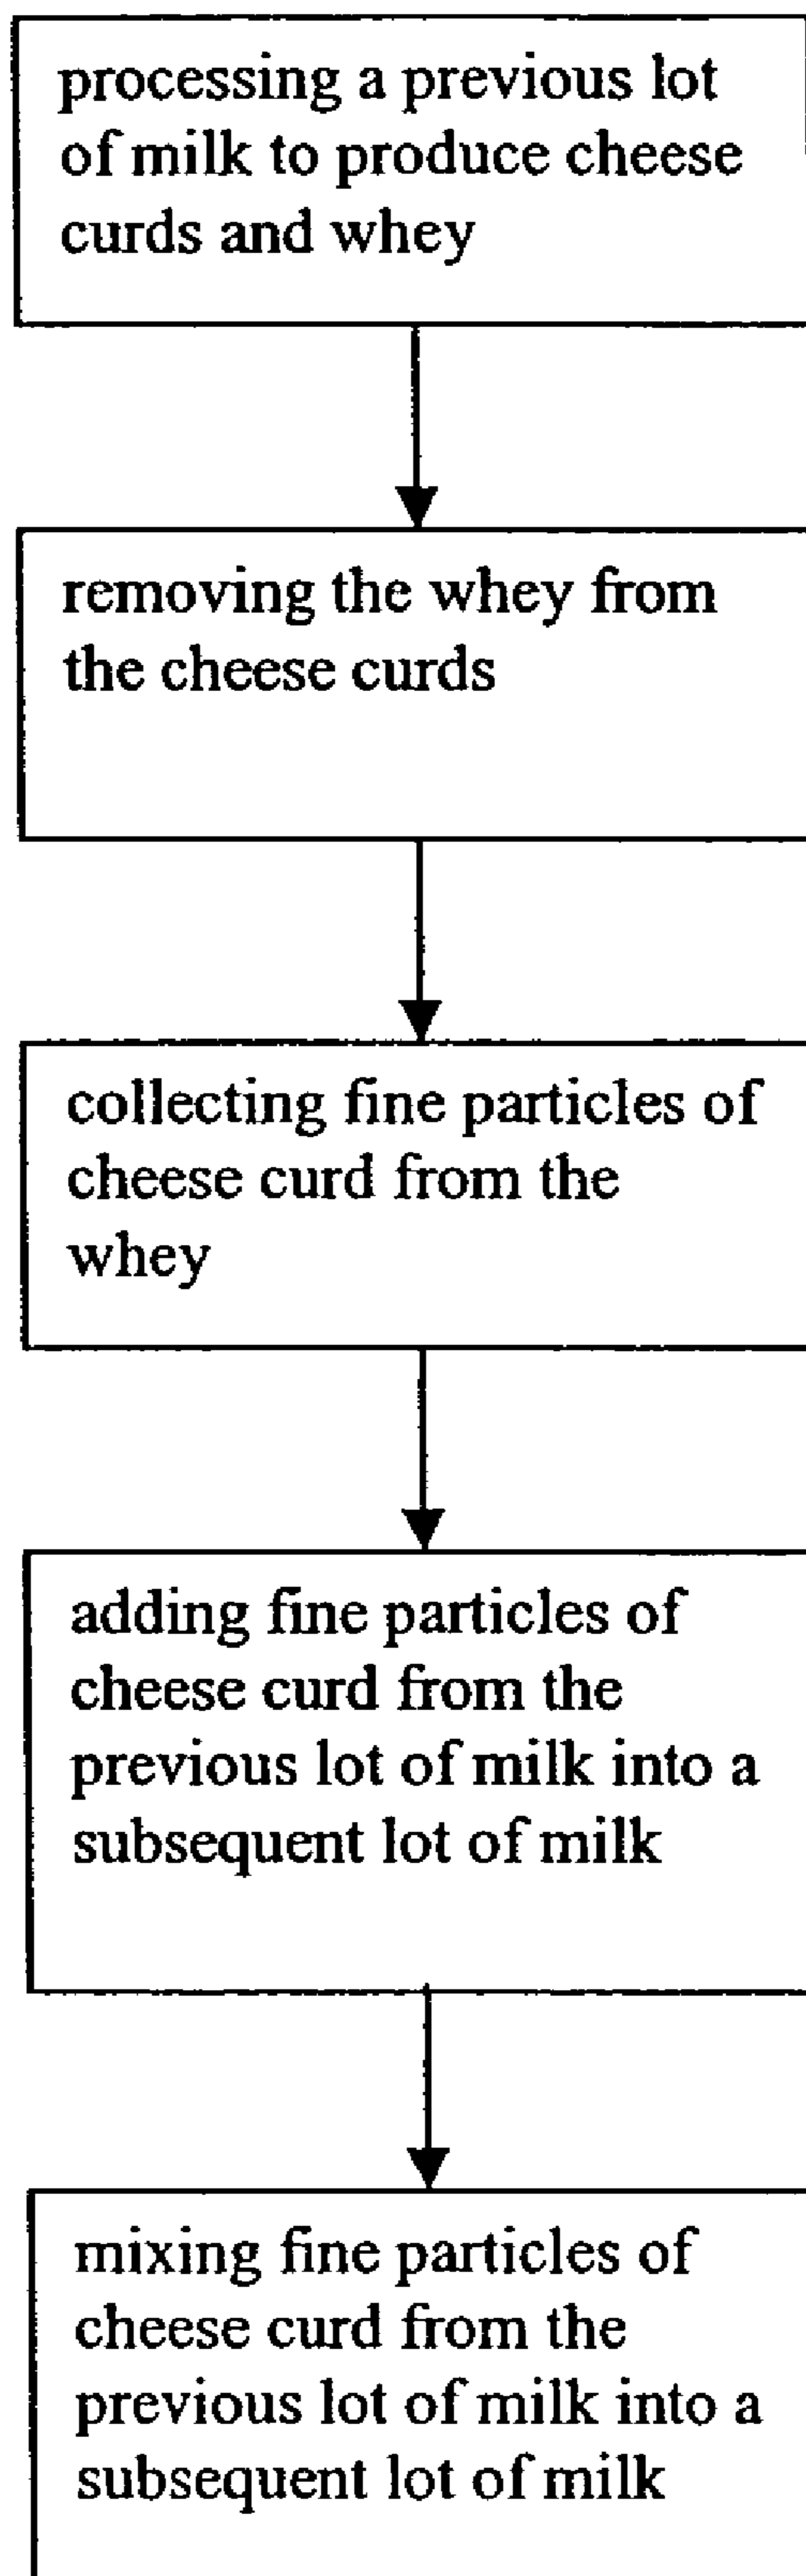 processing a previous lot
of milk to produce cheese
curds and whey
removing the whey from
the cheese curds
collecting fine particles of
cheese curd from the
whey
adding fine particles of
cheese curd from the
previous lot of milk into a
subsequent lot of milk
mixing fine particles of
cheese curd from the
previous lot of milk into a
subsequent lot of milk